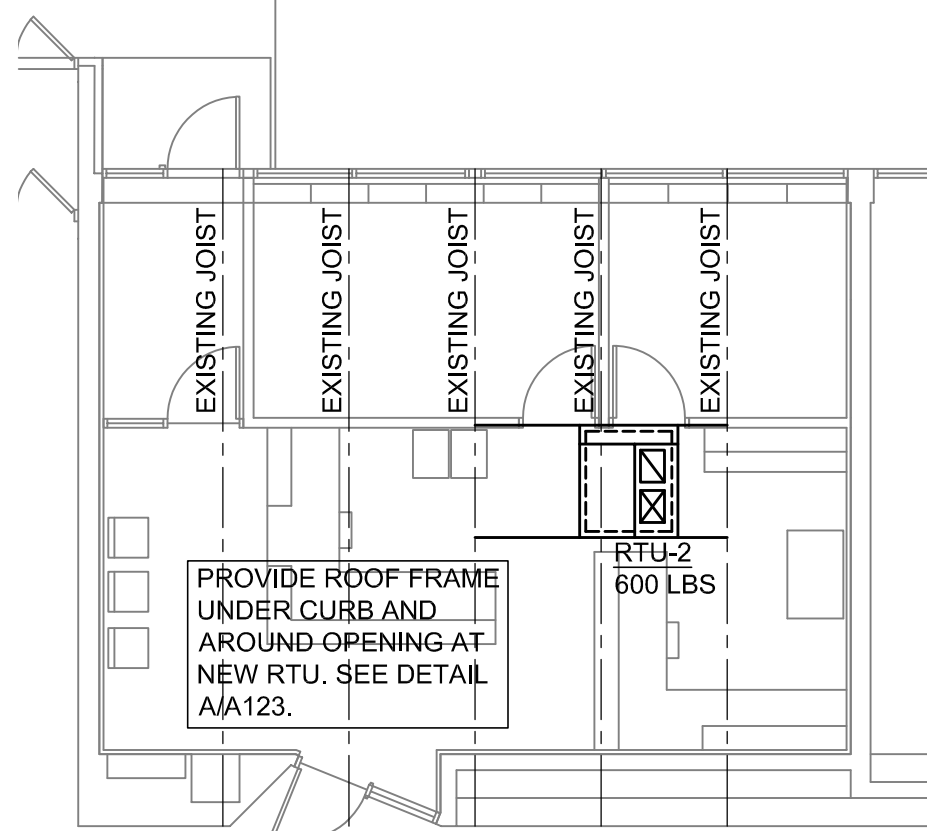 EXISTING JOIST
EXISTING JOIST
EXISTING JOIST
EXISTING JOIST
EXISTING JOIST
RTU-2
600 LBS
PROVIDE ROOF FRAME
UNDER CURB AND
AROUND OPENING AT
NEW RTU. SEE DETAIL
A/A123.